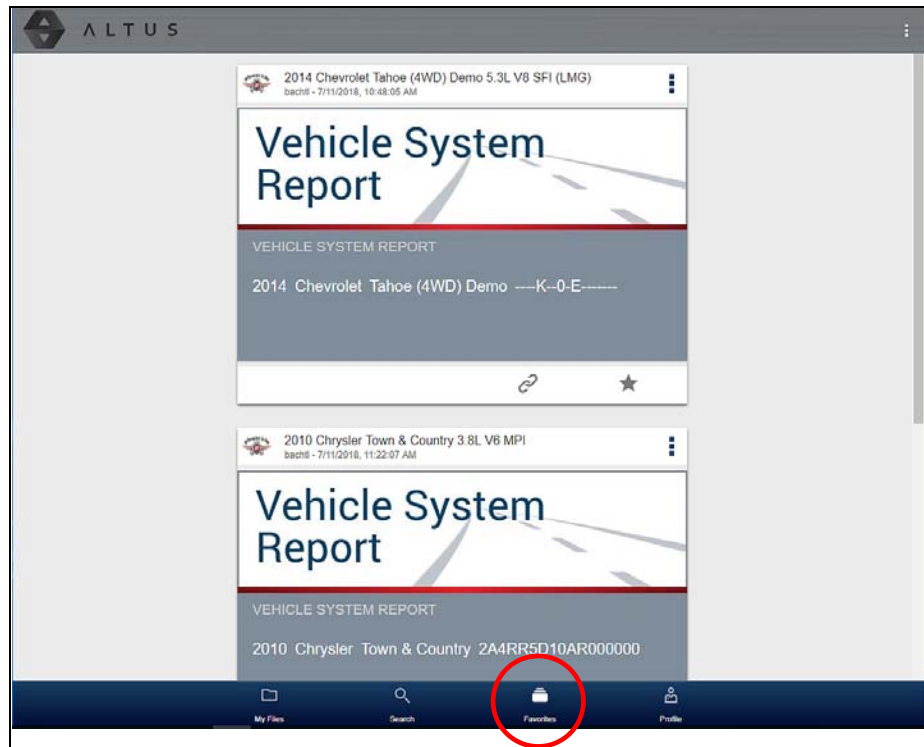 ALTUS
2014 Chevrolet Tahoe (4WD) Demo 5.3L V8 SFI (LMG)
bachtl - 7/11/2018, 10:48:05 AM
Vehicle System
Report
VEHICLE SYSTEM REPORT
2014 Chevrolet Tahoe (4WD) Demo ----K--0-E-------
2010 Chrysler Town & Country 3.8L V6 MPI
bachtl - 7/11/2018, 11:22:07 AM
Vehicle System
Report
VEHICLE SYSTEM REPORT
2010 Chrysler Town & Country 2A4RR5D10AR000000
My Files Search Favorites Profile